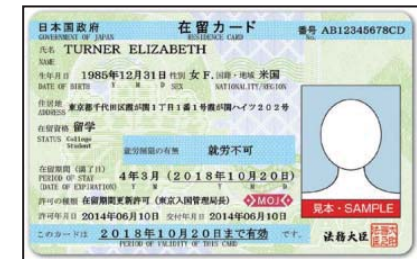 日本国政府 在留カード 番号 AB12345678CD
GOVERNMENT OF JAPAN RESIDENCE CARD No.
氏名 TURNER ELIZABETH
NAME
生年月日 1985年12月31日 性別 女 F. 国籍・地域 米国
DATE OF BIRTH Y M D SEX NATIONALITY/REGION
住居地 東京都千代田区霞が関1丁目1番1号霞が関ハイツ202号
ADDRESS
在留資格 留学
STATUS College
Student
就労制限の有無 就労不可
在留期間(満了日) 4年3月(2018年10月20日)
PERIOD OF STAY
(DATE OF EXPIRATION) Y M Y M D
許可の種類 在留期間更新許可(東京入国管理局長) MOJ
許可年月日 2014年06月10日 交付年月日 2014年06月10日
見本・SAMPLE
このカードは 2018年10月20日まで有効 です。
PERIOD OF VALIDITY OF THIS CARD
法務大臣